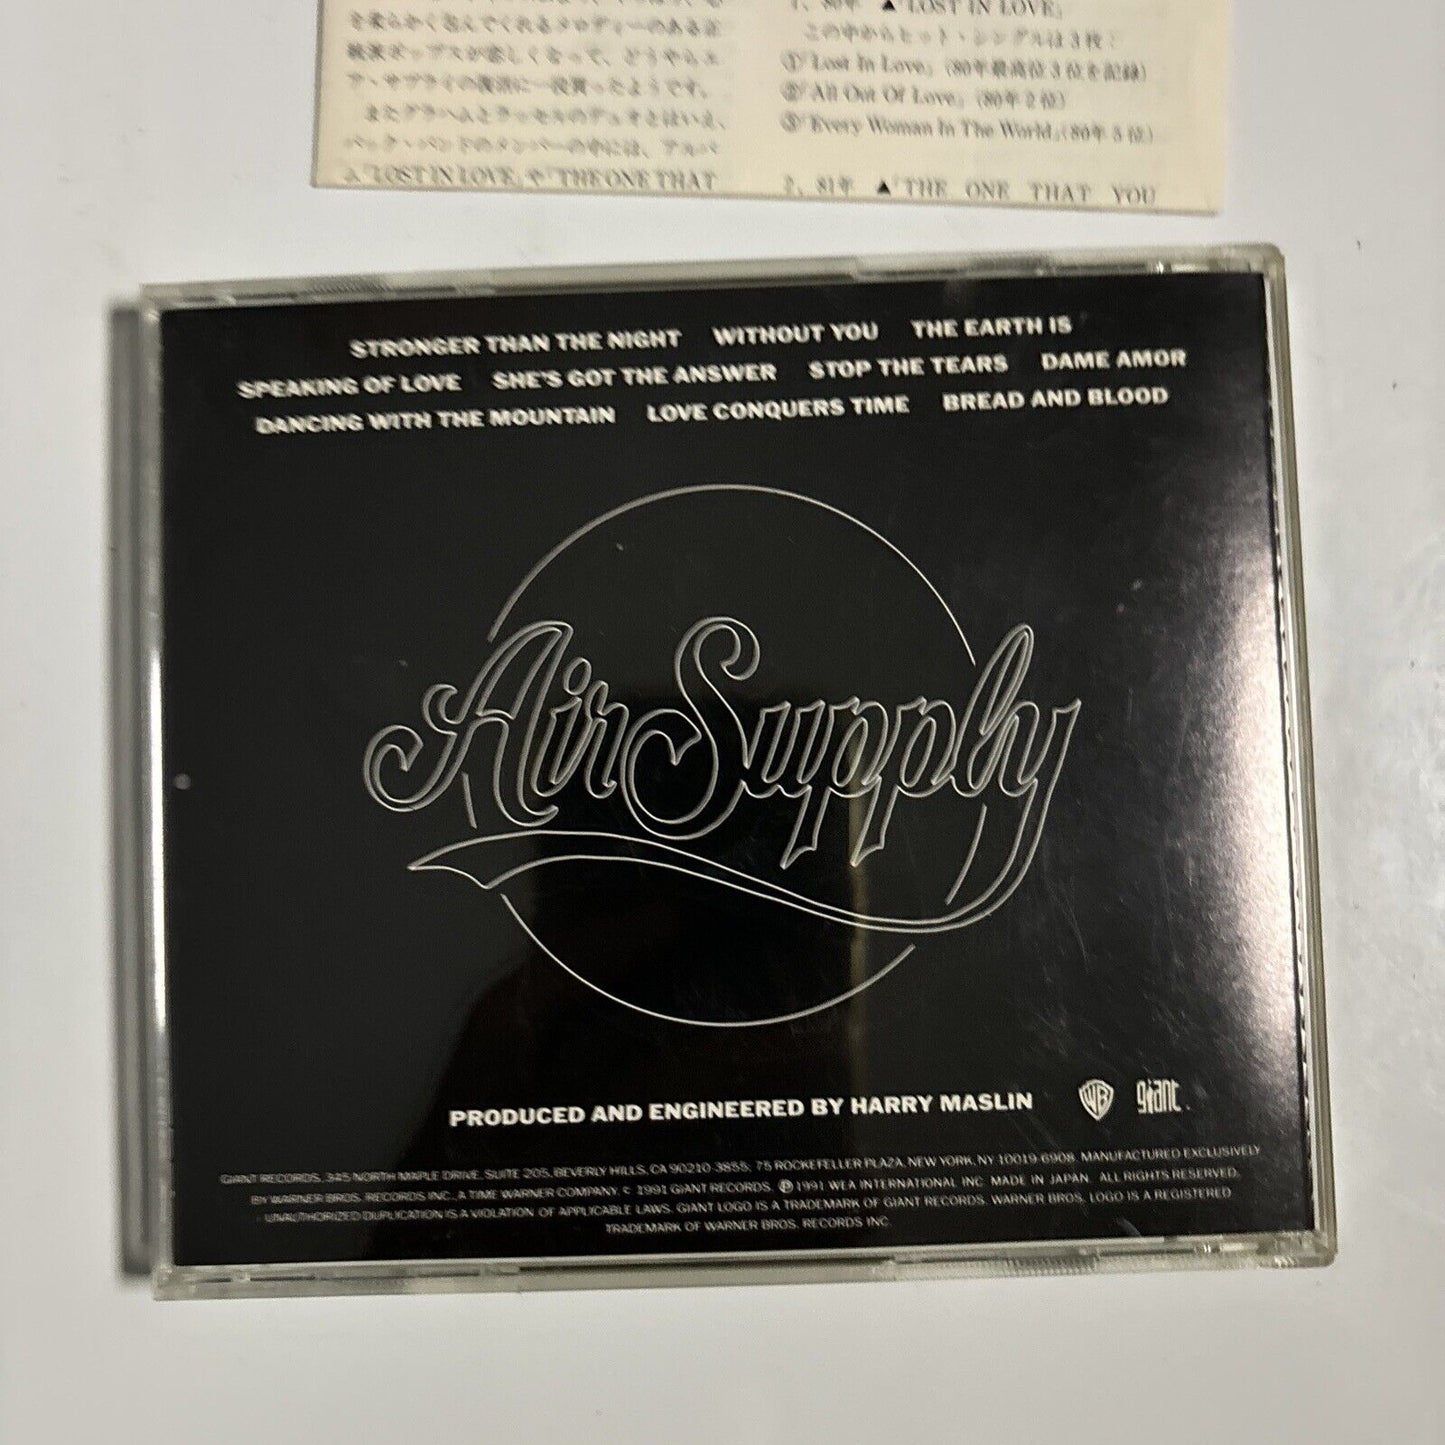 を柔らかく包んでくれるメロディーのある正
統派ポップスが恋しくなって、どうやらエ
ア・サプライの復活に一役買ったようです。
またグラハムとラッセルのデュオとはいえ、
バック・バンドのメンバーの中には、アルバ
ム「LOST IN LOVE」や「THE ONE THAT
1、80年 ▲「LOST IN LOVE」
この中からヒット・シングルは3枚：
①「Lost In Love」(80年最高位3位を記録)
②「All Out Of Love」(80年2位)
③「Every Woman In The World」(80年5位)
2、81年 ▲「THE ONE THAT YOU
STRONGER THAN THE NIGHT WITHOUT YOU THE EARTH IS
SPEAKING OF LOVE SHE'S GOT THE ANSWER STOP THE TEARS DAME AMOR
DANCING WITH THE MOUNTAIN LOVE CONQUERS TIME BREAD AND BLOOD
Air Supply
PRODUCED AND ENGINEERED BY HARRY MASLIN
WB
giant
GIANT RECORDS, 345 NORTH MAPLE DRIVE, SUITE 205, BEVERLY HILLS, CA 90210-3855; 75 ROCKEFELLER PLAZA, NEW YORK, NY 10019-6908. MANUFACTURED EXCLUSIVELY
BY WARNER BROS. RECORDS INC., A TIME WARNER COMPANY. © 1991 GIANT RECORDS. ℗ 1991 WEA INTERNATIONAL INC. MADE IN JAPAN. ALL RIGHTS RESERVED.
UNAUTHORIZED DUPLICATION IS A VIOLATION OF APPLICABLE LAWS. GIANT LOGO IS A TRADEMARK OF GIANT RECORDS. WARNER BROS. LOGO IS A REGISTERED
TRADEMARK OF WARNER BROS. RECORDS INC.